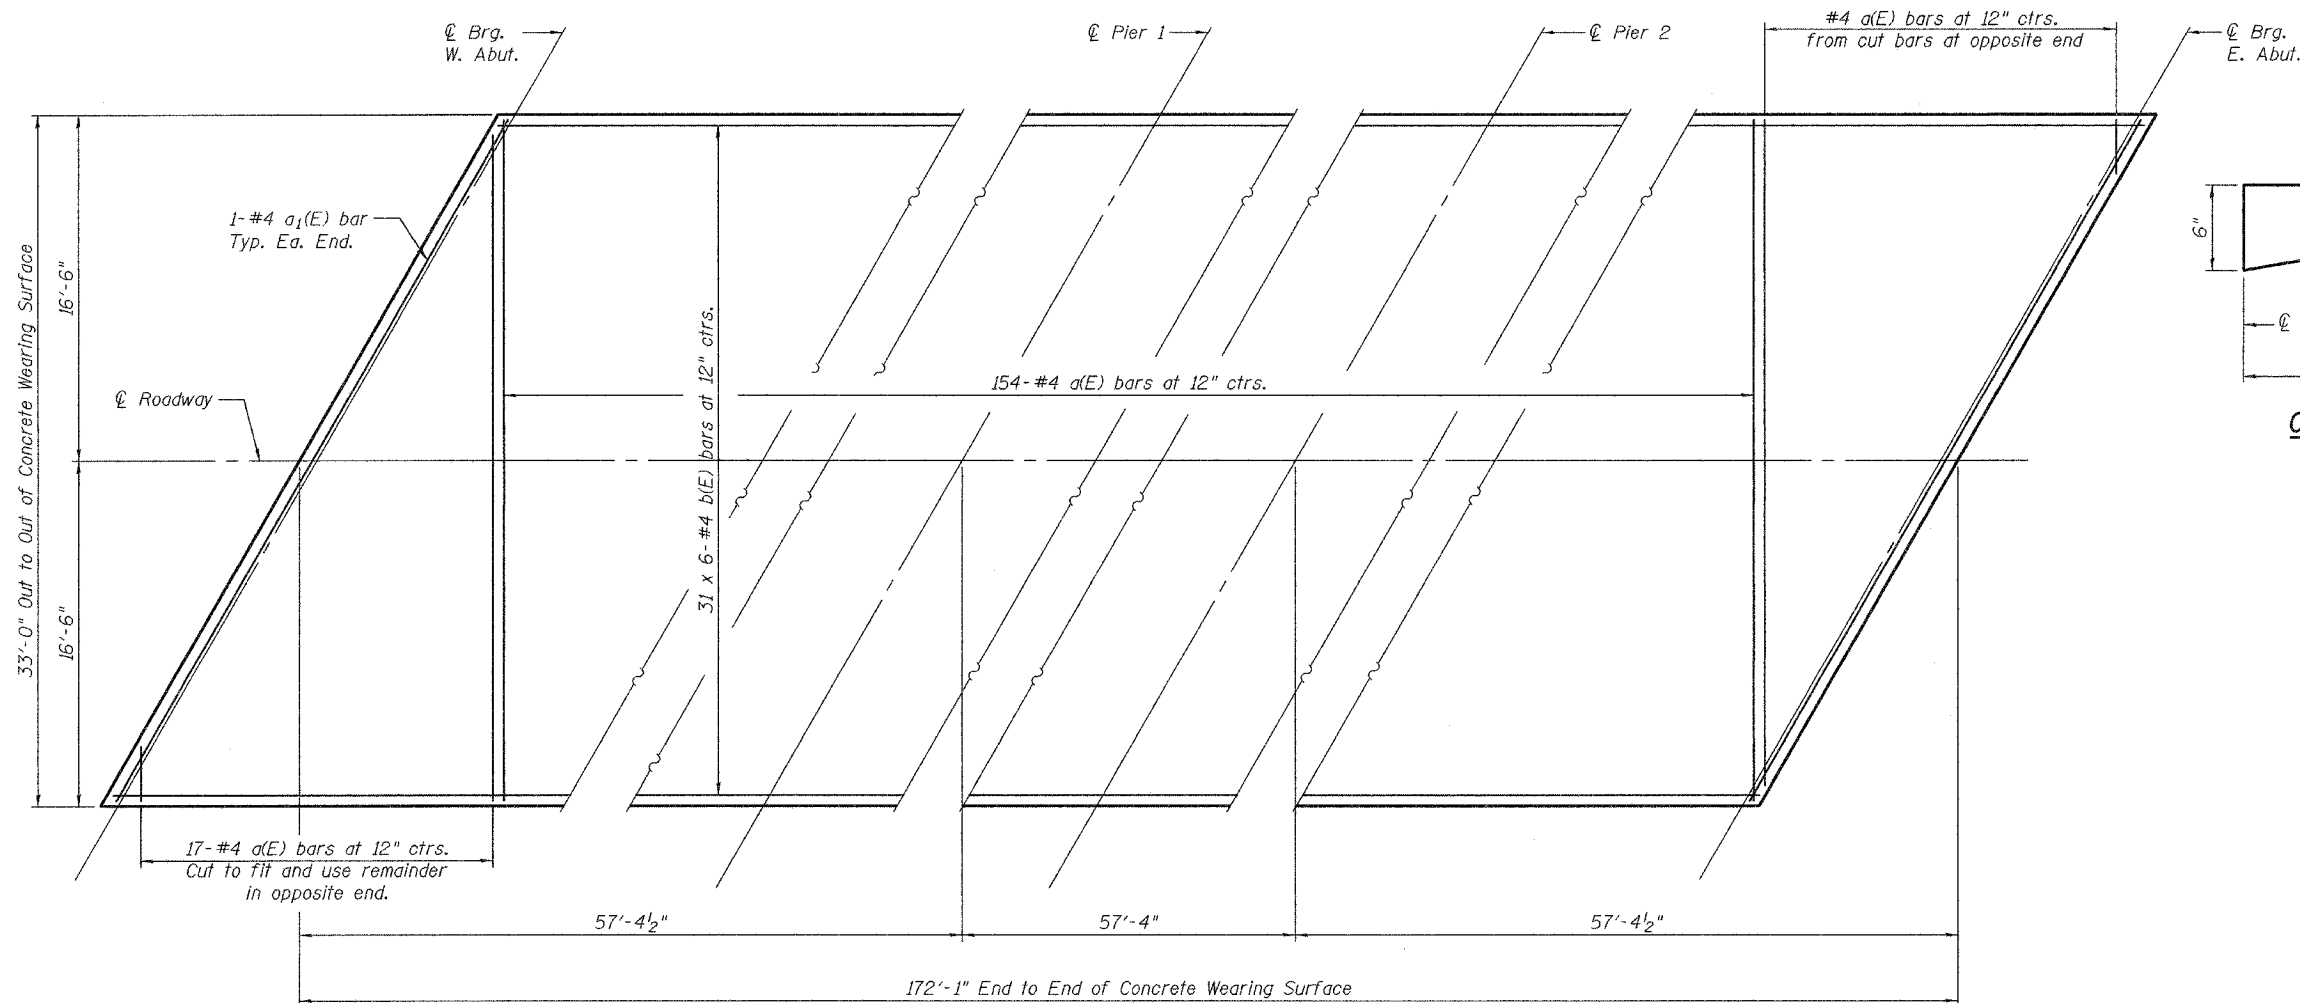 ℄ Brg.
W. Abut.
℄ Pier 1
℄ Pier 2
#4 a(E) bars at 12" ctrs.
from cut bars at opposite end
℄ Brg.
E. Abut.
1-#4 a₁(E) bar
Typ. Ea. End.
6"
33'-0" Out to Out of Concrete Wearing Surface
16'-6"
16'-6"
℄ Roadway
31 x 6-#4 b(E) bars at 12" ctrs.
154-#4 a(E) bars at 12" ctrs.
℄
17-#4 a(E) bars at 12" ctrs.
Cut to fit and use remainder
in opposite end.
57'-4½"
57'-4"
57'-4½"
172'-1" End to End of Concrete Wearing Surface